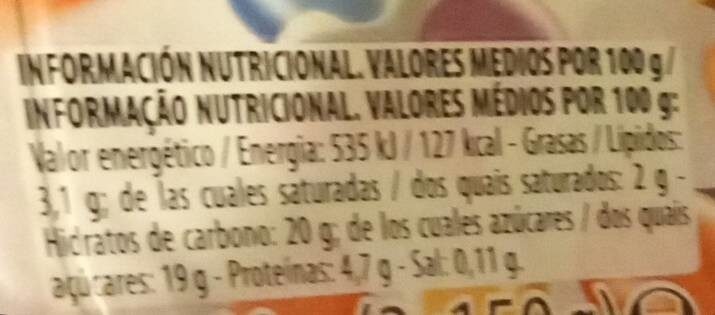 INFORMACIÓN NUTRICIONAL. VALORES MEDIOS POR 100 g /
INFORMAÇÃO NUTRICIONAL. VALORES MÉDIOS POR 100 g:
Valor energético / Energia: 535 kJ / 127 kcal - Grasas / Lípidos:
3,1 g; de las cuales saturadas / dos quais saturados: 2 g -
Hidratos de carbono: 20 g; de los cuales azúcares / dos quais
açúcares: 19 g - Proteínas: 4,7 g - Sal: 0,11 g.